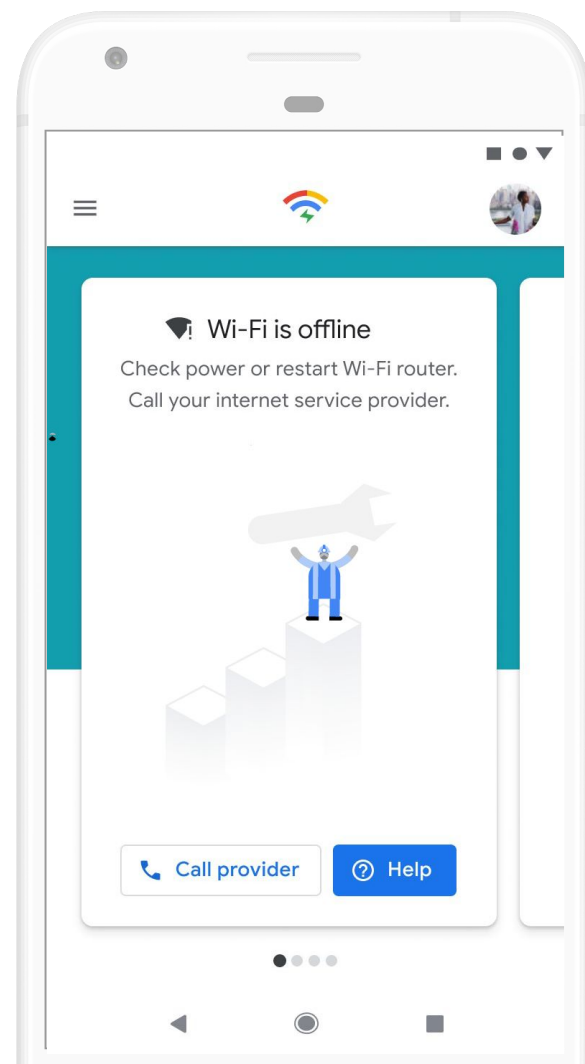 Wi-Fi is offline
Check power or restart Wi-Fi router.
Call your internet service provider.
Call provider
Help